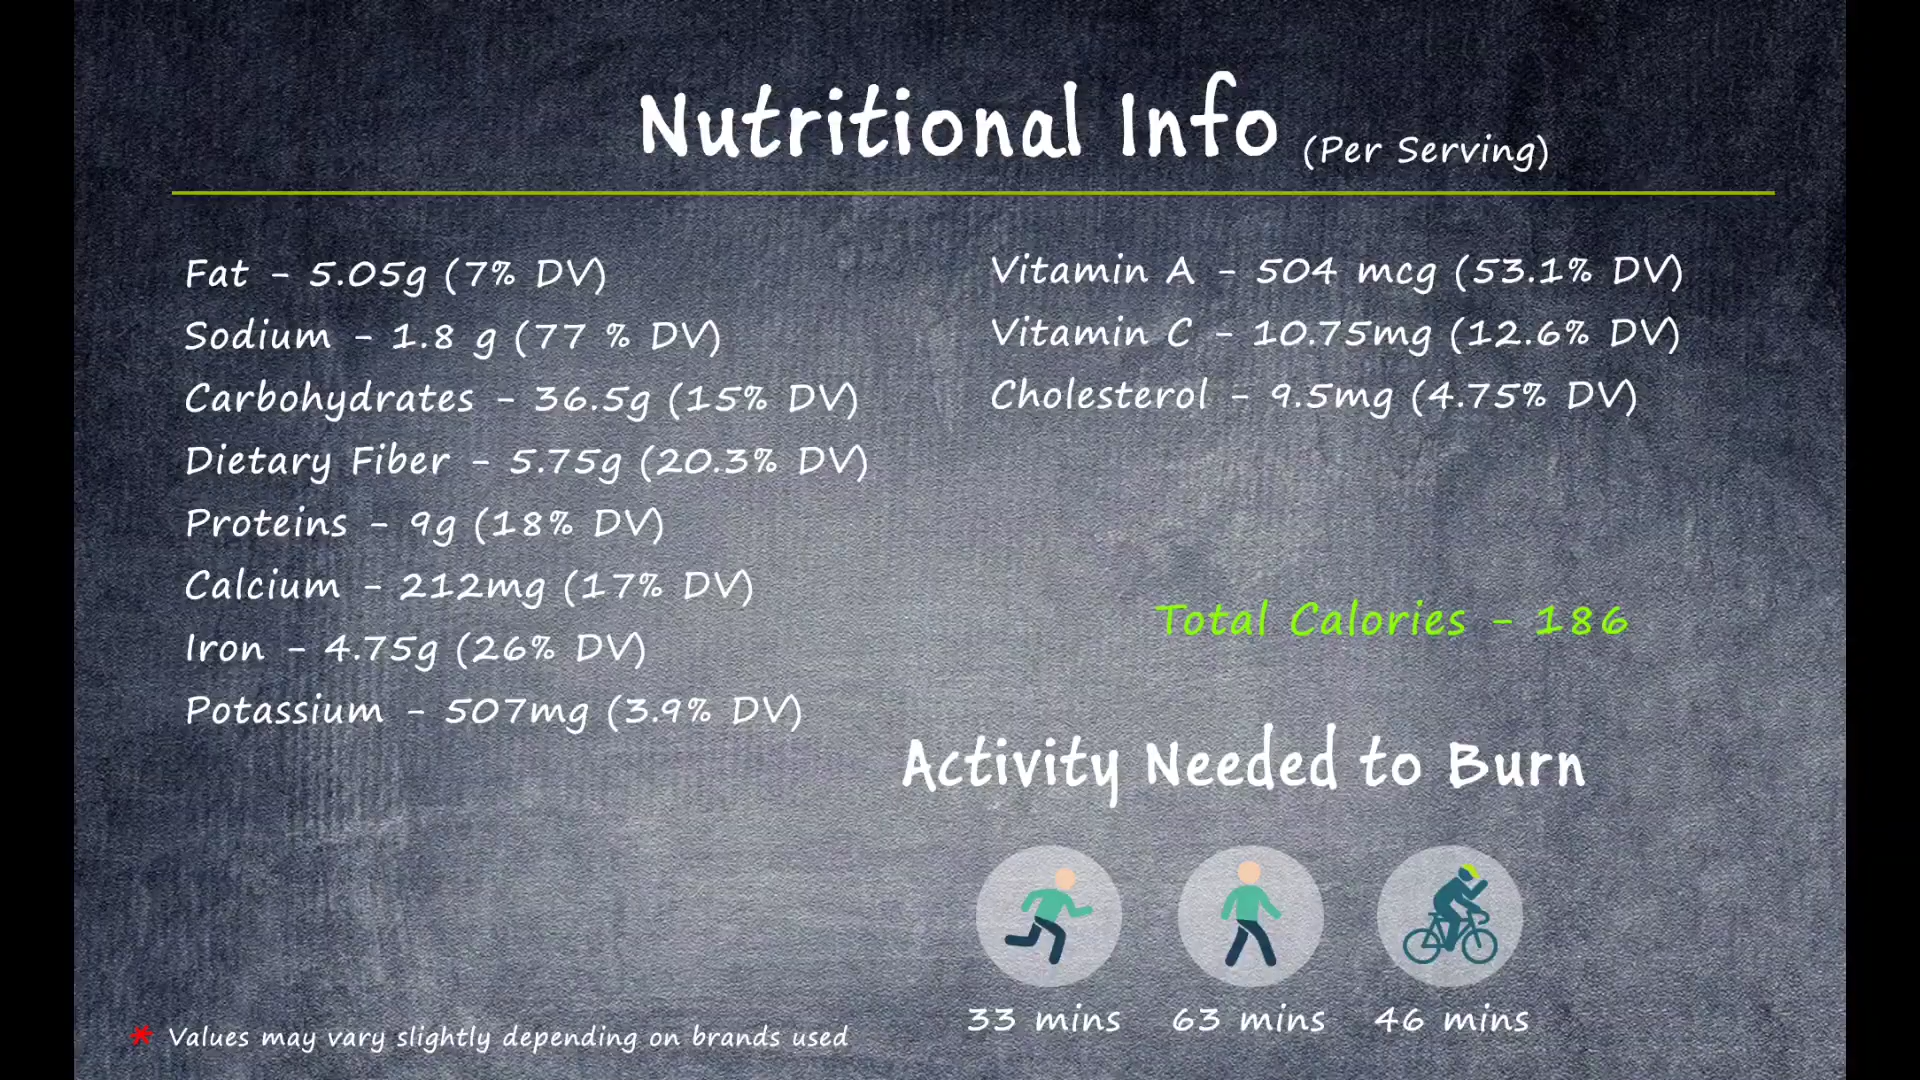 Nutritional Info (Per Serving)
Fat - 5.05g (7% DV)
Sodium - 1.8 g (77 % DV)
Carbohydrates - 36.5g (15% DV)
Dietary Fiber - 5.75g (20.3% DV)
Proteins - 9g (18% DV)
Calcium - 212mg (17% DV)
Iron - 4.75g (26% DV)
Potassium - 507mg (3.9% DV)
Vitamin A - 504 mcg (53.1% DV)
Vitamin C - 10.75mg (12.6% DV)
Cholesterol - 9.5mg (4.75% DV)
Total Calories - 186
Activity Needed to Burn
33 mins 63 mins 46 mins
* Values may vary slightly depending on brands used